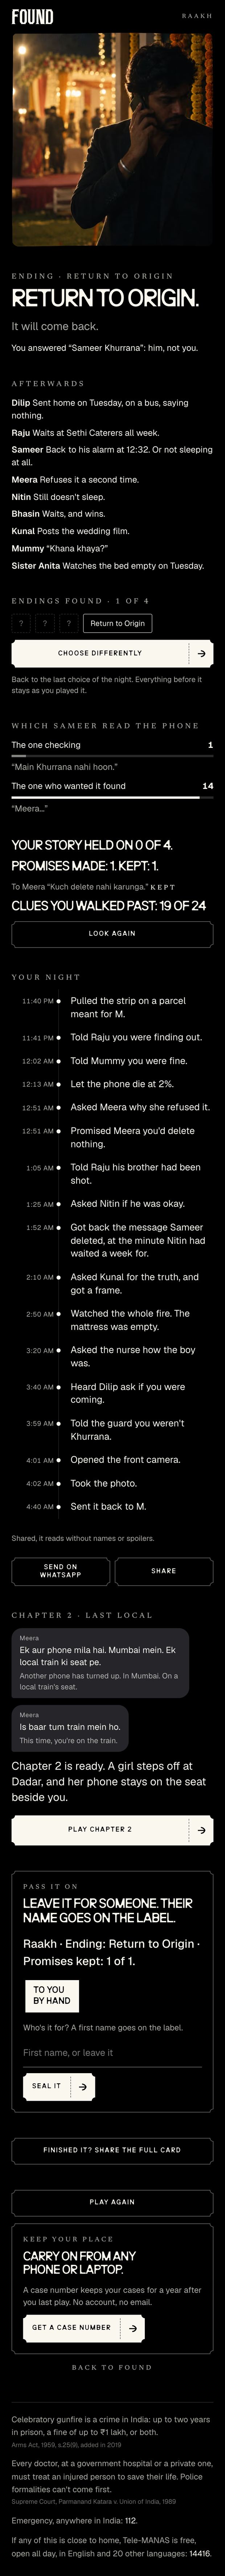 FOUND
RAAKH
ENDING · RETURN TO ORIGIN
RETURN TO ORIGIN.
It will come back.
You answered “Sameer Khurrana”: him, not you.
AFTERWARDS
Dilip Sent home on Tuesday, on a bus, saying
nothing.
Raju Waits at Sethi Caterers all week.
Sameer Back to his alarm at 12:32. Or not sleeping
at all.
Meera Refuses it a second time.
Nitin Still doesn't sleep.
Bhasin Waits, and wins.
Kunal Posts the wedding film.
Mummy “Khana khaya?”
Sister Anita Watches the bed empty on Tuesday.
ENDINGS FOUND · 1 OF 4
?
?
?
Return to Origin
CHOOSE DIFFERENTLY
Back to the last choice of the night. Everything before it
stays as you played it.
WHICH SAMEER READ THE PHONE
The one checking 1
“Main Khurrana nahi hoon.”
The one who wanted it found 14
“Meera...”
YOUR STORY HELD ON 0 OF 4.
PROMISES MADE: 1. KEPT: 1.
To Meera “Kuch delete nahi karunga.” KEPT
CLUES YOU WALKED PAST: 19 OF 24
LOOK AGAIN
YOUR NIGHT
11:40 PM Pulled the strip on a parcel
meant for M.
11:41 PM Told Raju you were finding out.
12:02 AM Told Mummy you were fine.
12:13 AM Let the phone die at 2%.
12:51 AM Asked Meera why she refused it.
12:51 AM Promised Meera you'd delete
nothing.
1:05 AM Told Raju his brother had been
shot.
1:25 AM Asked Nitin if he was okay.
1:52 AM Got back the message Sameer
deleted, at the minute Nitin had
waited a week for.
2:10 AM Asked Kunal for the truth, and
got a frame.
2:50 AM Watched the whole fire. The
mattress was empty.
3:20 AM Asked the nurse how the boy
was.
3:40 AM Heard Dilip ask if you were
coming.
3:59 AM Told the guard you weren't
Khurrana.
4:01 AM Opened the front camera.
4:02 AM Took the photo.
4:40 AM Sent it back to M.
Shared, it reads without names or spoilers.
SEND ON
WHATSAPP
SHARE
CHAPTER 2 · LAST LOCAL
Meera
Ek aur phone mila hai. Mumbai mein. Ek
local train ki seat pe.
Another phone has turned up. In Mumbai. On a
local train's seat.
Meera
Is baar tum train mein ho.
This time, you're on the train.
Chapter 2 is ready. A girl steps off at
Dadar, and her phone stays on the seat
beside you.
PLAY CHAPTER 2
PASS IT ON
LEAVE IT FOR SOMEONE. THEIR
NAME GOES ON THE LABEL.
Raakh · Ending: Return to Origin ·
Promises kept: 1 of 1.
TO YOU
BY HAND
Who's it for? A first name goes on the label.
First name, or leave it
SEAL IT
FINISHED IT? SHARE THE FULL CARD
PLAY AGAIN
KEEP YOUR PLACE
CARRY ON FROM ANY
PHONE OR LAPTOP.
A case number keeps your cases for a year after
you last play. No account, no email.
GET A CASE NUMBER
BACK TO FOUND
Celebratory gunfire is a crime in India: up to two years
in prison, a fine of up to ₹1 lakh, or both.
Arms Act, 1959, s.25(9), added in 2019
Every doctor, at a government hospital or a private one,
must treat an injured person to save their life. Police
formalities can't come first.
Supreme Court, Parmanand Katara v. Union of India, 1989
Emergency, anywhere in India: 112.
If any of this is close to home, Tele-MANAS is free,
open all day, in English and 20 other languages: 14416.